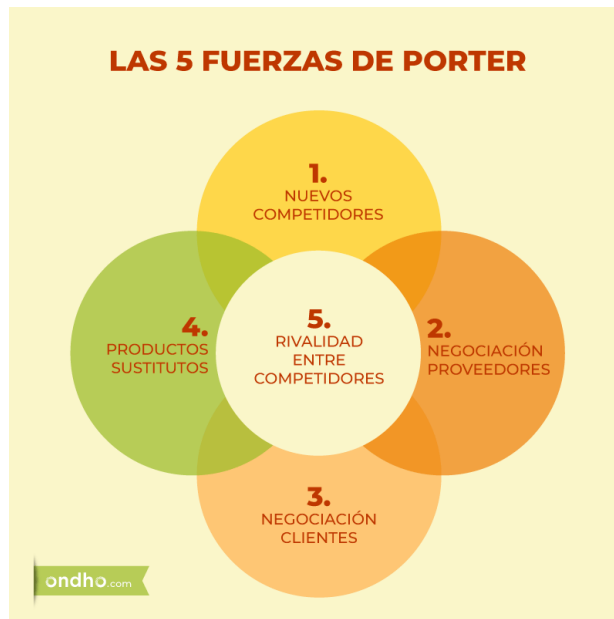 LAS 5 FUERZAS DE PORTER
1.
NUEVOS
COMPETIDORES
2.
NEGOCIACIÓN
PROVEEDORES
3.
NEGOCIACIÓN
CLIENTES
4.
PRODUCTOS
SUSTITUTOS
5.
RIVALIDAD
ENTRE
COMPETIDORES
ondho.com